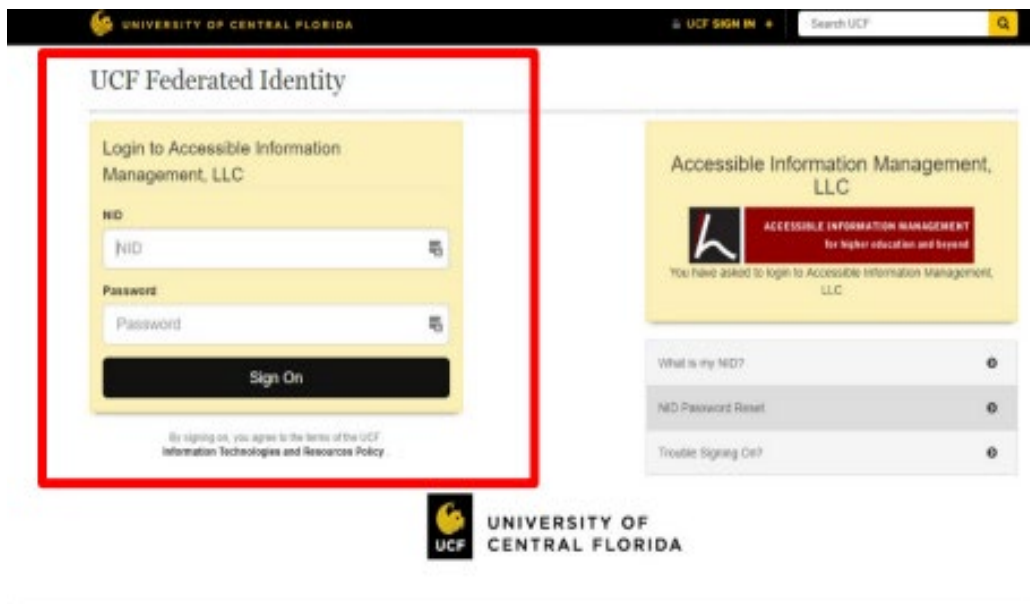 UNIVERSITY OF CENTRAL FLORIDA
UCF SIGN IN
Search UCF
UCF Federated Identity
Login to Accessible Information
Management, LLC
NID
NID
Password
Password
Sign On
By signing on, you agree to the terms of the UCF
Information Technologies and Resources Policy.
Accessible Information Management,
LLC
ACCESSIBLE INFORMATION MANAGEMENT
for higher education and beyond
You have asked to login to Accessible Information Management,
LLC
What is my NID?
NID Password Reset
Trouble Signing On?
UCF
UNIVERSITY OF
CENTRAL FLORIDA